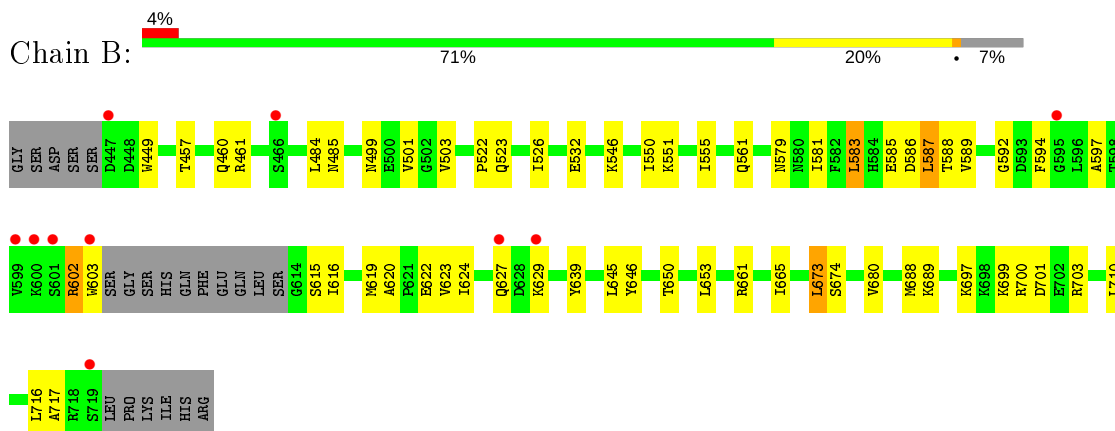 4%
Chain B:
71% 20% • 7%
GLY SER ASP SER SER D447 D448 W449 T457 Q460 R461 S466 L484 N485 N499 E500 V501 G502 V503 P522 Q523 I526 E532 K546 I550 K551 I555 Q561 N579 N580 I581 F582 L583 H584 E585 D586 L587 T588 V589 G592 D593 F594 G595 L596 A597 T598
V599 K600 S601 R602 W603 SER GLY SER HIS GLN PHE GLU GLN LEU SER G614 S615 I616 M619 A620 P621 E622 V623 I624 Q627 D628 K629 Y639 L645 Y646 T650 L653 R661 I665 L673 S674 V680 M688 K689 K697 K698 K699 R700 D701 E702 R703
L716 A717 R718 S719 LEU PRO LYS ILE HIS ARG